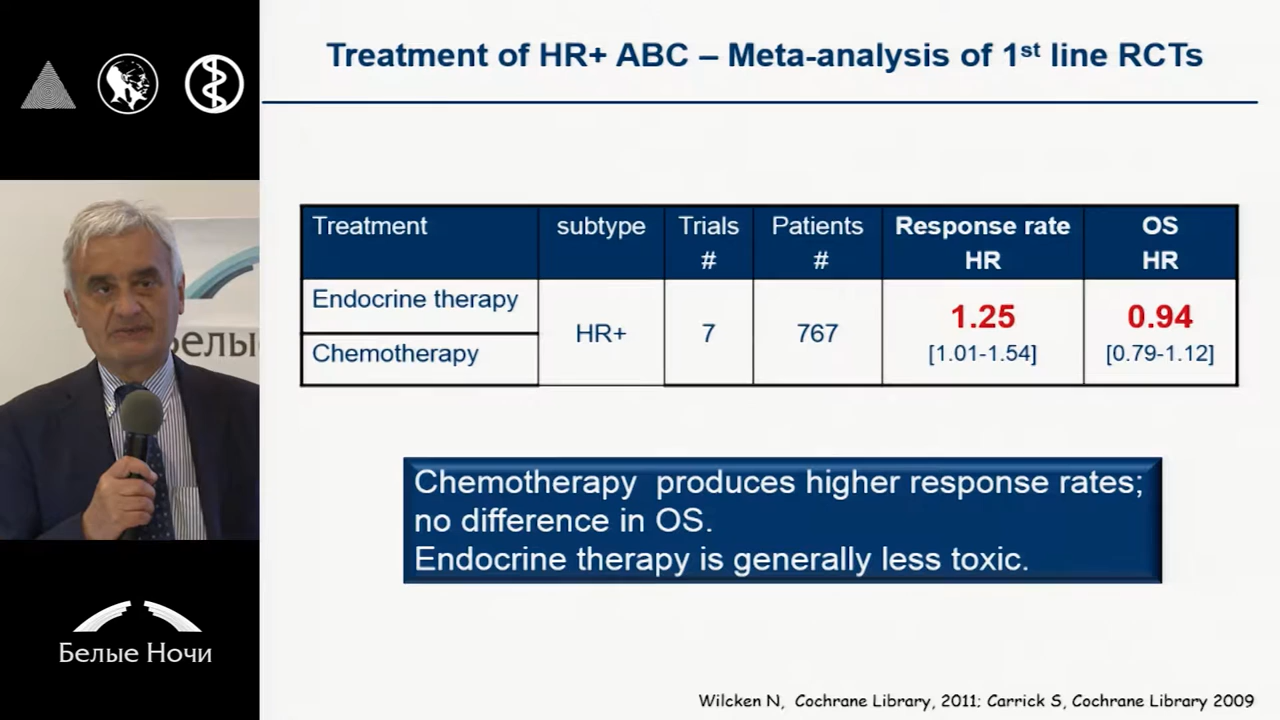 Treatment of HR+ ABC – Meta-analysis of 1st line RCTs
Treatment
subtype
Trials
#
Patients
#
Response rate
HR
OS
HR
Endocrine therapy
Chemotherapy
HR+
7
767
1.25
[1.01-1.54]
0.94
[0.79-1.12]
Chemotherapy produces higher response rates;
no difference in OS.
Endocrine therapy is generally less toxic.
Wilcken N, Cochrane Library, 2011; Carrick S, Cochrane Library 2009
Белые
Белые Ночи